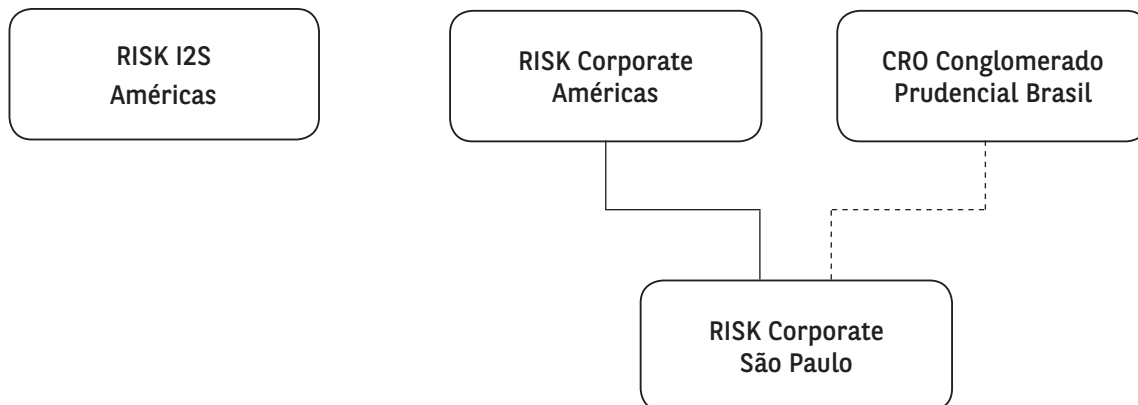 RISK I2S
Américas
RISK Corporate
Américas
CRO Conglomerado
Prudencial Brasil
RISK Corporate
São Paulo